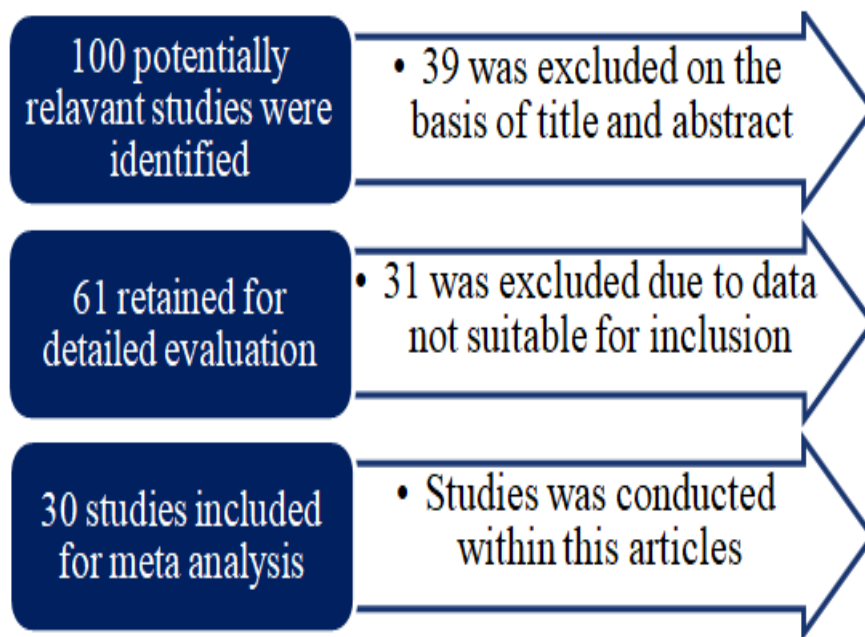 100 potentially
relavant studies were
identified
• 39 was excluded on the
basis of title and abstract
61 retained for
detailed evaluation
• 31 was excluded due to data
not suitable for inclusion
30 studies included
for meta analysis
• Studies was conducted
within this articles